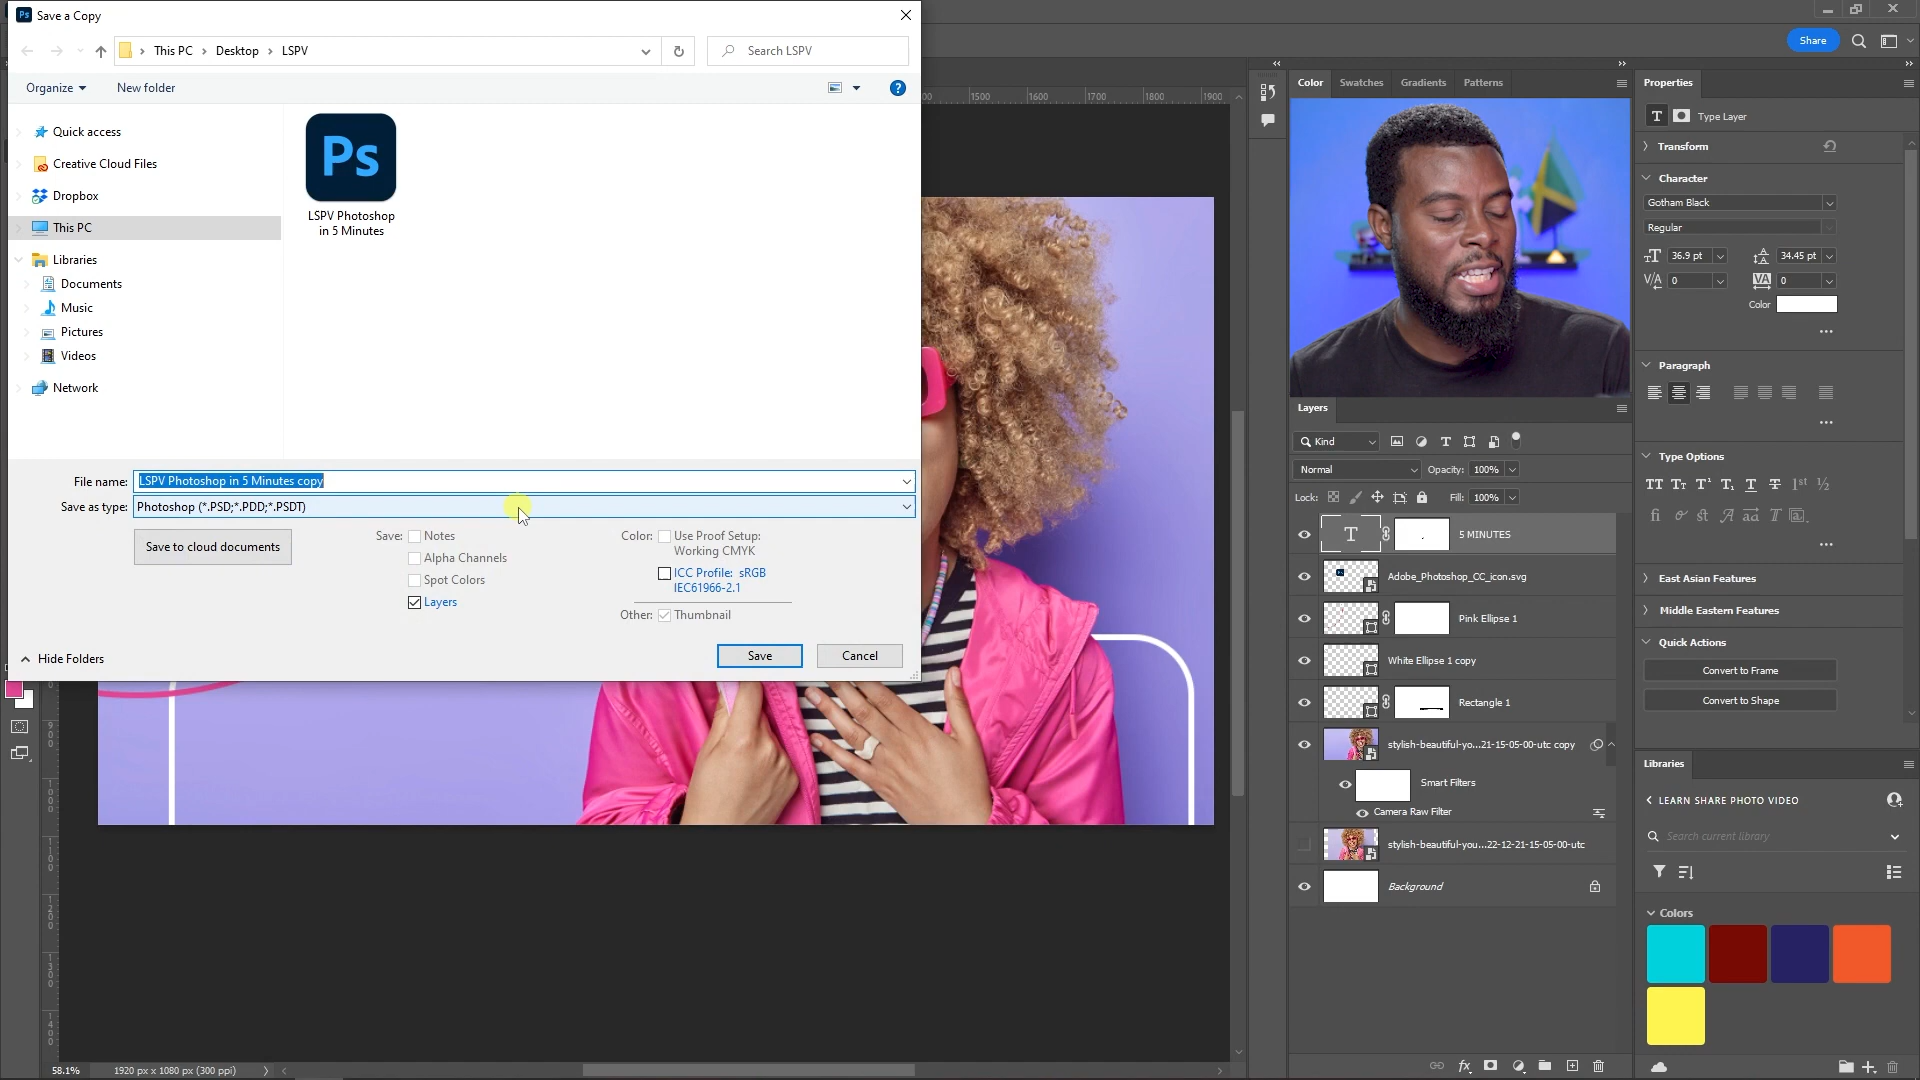 Ps Save a Copy
This PC > Desktop > LSPV
Search LSPV
Organize
New folder
Quick access
Creative Cloud Files
Dropbox
This PC
Libraries
Documents
Music
Pictures
Videos
Network
Ps
LSPV Photoshop
in 5 Minutes
File name: LSPV Photoshop in 5 Minutes copy
Save as type: Photoshop (*.PSD;*.PDD;*.PSDT)
Save to cloud documents
Save: Notes
Alpha Channels
Spot Colors
Layers
Color: Use Proof Setup:
Working CMYK
ICC Profile: sRGB
IEC61966-2.1
Other: Thumbnail
Hide Folders
Save
Cancel
1500 1600 1700 1800 1900
58.1% 1920 px x 1080 px (300 ppi)
Share
Color Swatches Gradients Patterns
Layers
Kind
Normal Opacity: 100%
Lock: Fill: 100%
5 MINUTES
Adobe_Photoshop_CC_icon.svg
Pink Ellipse 1
White Ellipse 1 copy
Rectangle 1
stylish-beautiful-yo...21-15-05-00-utc copy
Smart Filters
Camera Raw Filter
stylish-beautiful-you...22-12-21-15-05-00-utc
Background
Properties
Type Layer
Transform
Character
Gotham Black
Regular
36.9 pt 34.45 pt
0 0
Color
Paragraph
Type Options
East Asian Features
Middle Eastern Features
Quick Actions
Convert to Frame
Convert to Shape
Libraries
LEARN SHARE PHOTO VIDEO
Search current library
Colors